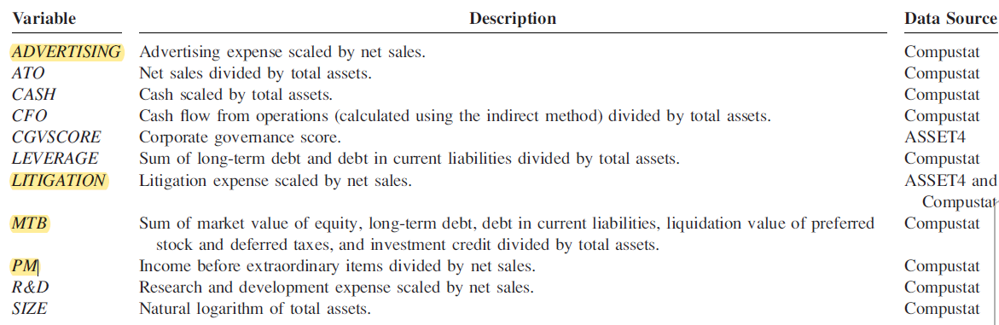 Variable Description Data Source
ADVERTISING Advertising expense scaled by net sales. Compustat
ATO Net sales divided by total assets. Compustat
CASH Cash scaled by total assets. Compustat
CFO Cash flow from operations (calculated using the indirect method) divided by total assets. Compustat
CGVSCORE Corporate governance score. ASSET4
LEVERAGE Sum of long-term debt and debt in current liabilities divided by total assets. Compustat
LITIGATION Litigation expense scaled by net sales. ASSET4 and
Compustat
MTB Sum of market value of equity, long-term debt, debt in current liabilities, liquidation value of preferred Compustat
stock and deferred taxes, and investment credit divided by total assets.
PM Income before extraordinary items divided by net sales. Compustat
R&D Research and development expense scaled by net sales. Compustat
SIZE Natural logarithm of total assets. Compustat